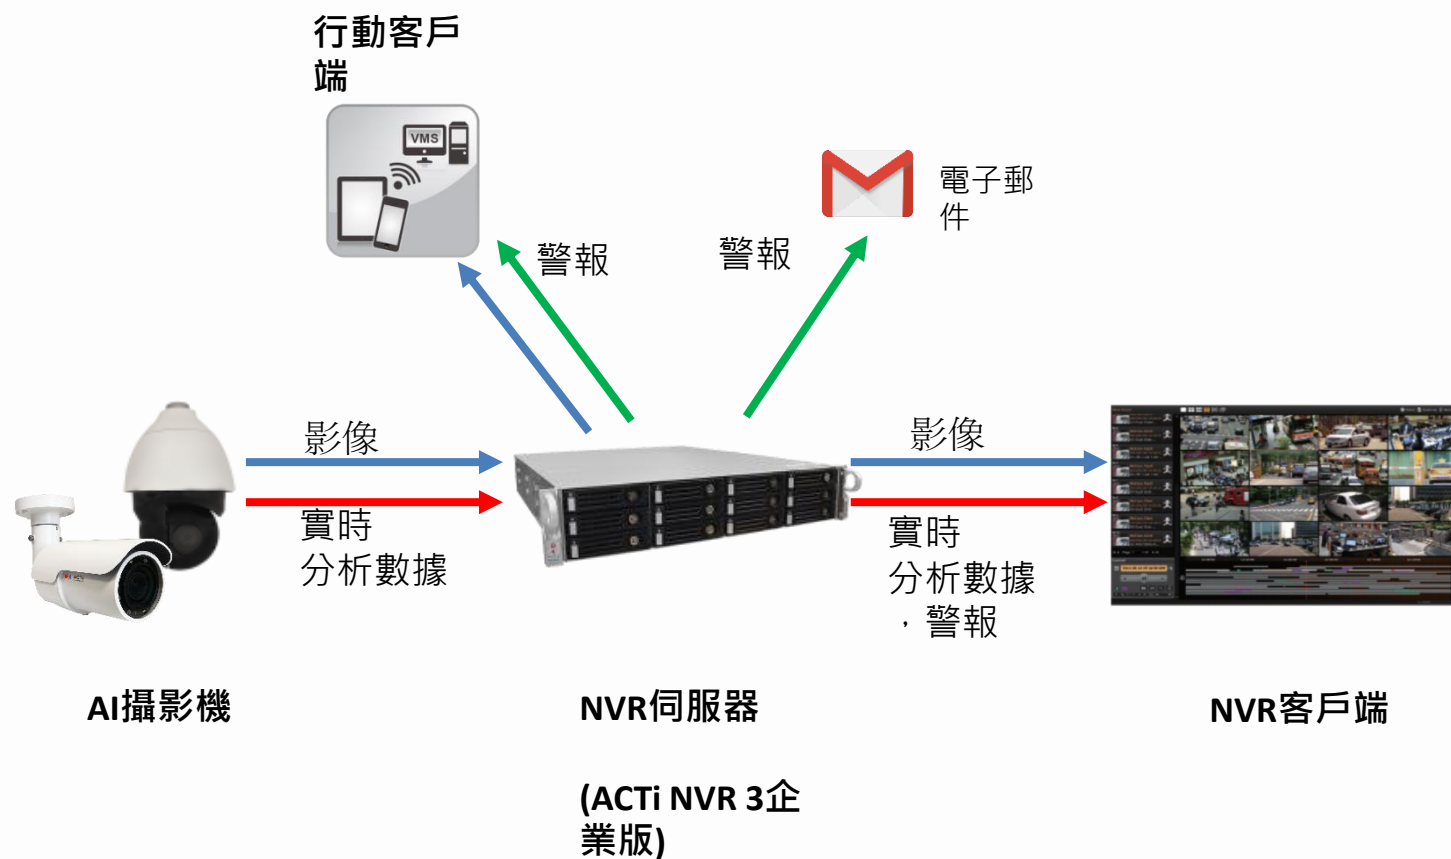 行動客戶
端
VMS
電子郵
件
警報
警報
影像
實時
分析數據
影像
實時
分析數據
，警報
AI攝影機
NVR伺服器
(ACTi NVR 3企
業版)
NVR客戶端